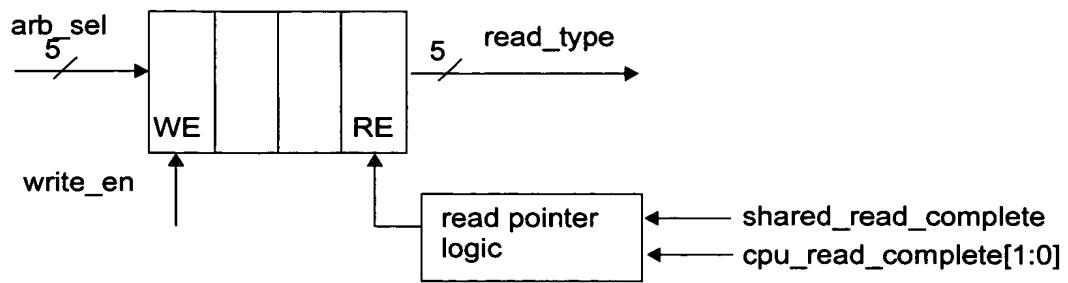 arb_sel
5
5
read_type
WE
RE
write_en
read pointer
logic
shared_read_complete
cpu_read_complete[1:0]